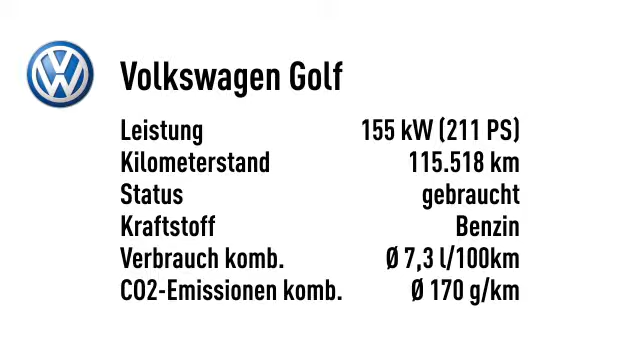 Volkswagen Golf
Leistung 155 kW (211 PS)
Kilometerstand 115.518 km
Status gebraucht
Kraftstoff Benzin
Verbrauch komb. Ø 7,3 l/100km
CO2-Emissionen komb. Ø 170 g/km